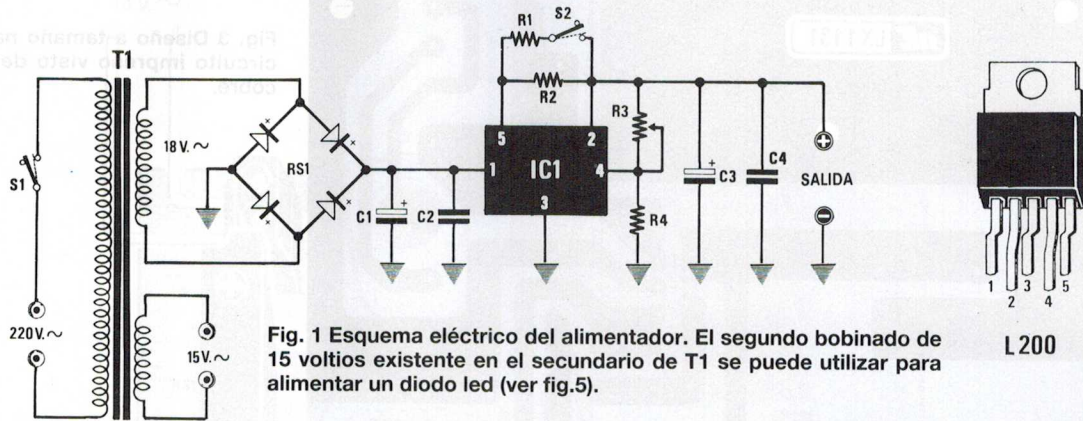 T1
S1
220 V. ~
18 V. ~
15 V. ~
RS1
C1
+
C2
R1
S2
R2
5
2
1
IC1
4
3
R3
R4
+
C3
C4
SALIDA
1
2
3
4
5
L 200
Fig. 1 Esquema eléctrico del alimentador. El segundo bobinado de
15 voltios existente en el secundario de T1 se puede utilizar para
alimentar un diodo led (ver fig.5).
Fig. 3 Diseño a tamaño na
circuito impreso visto de
cobre.